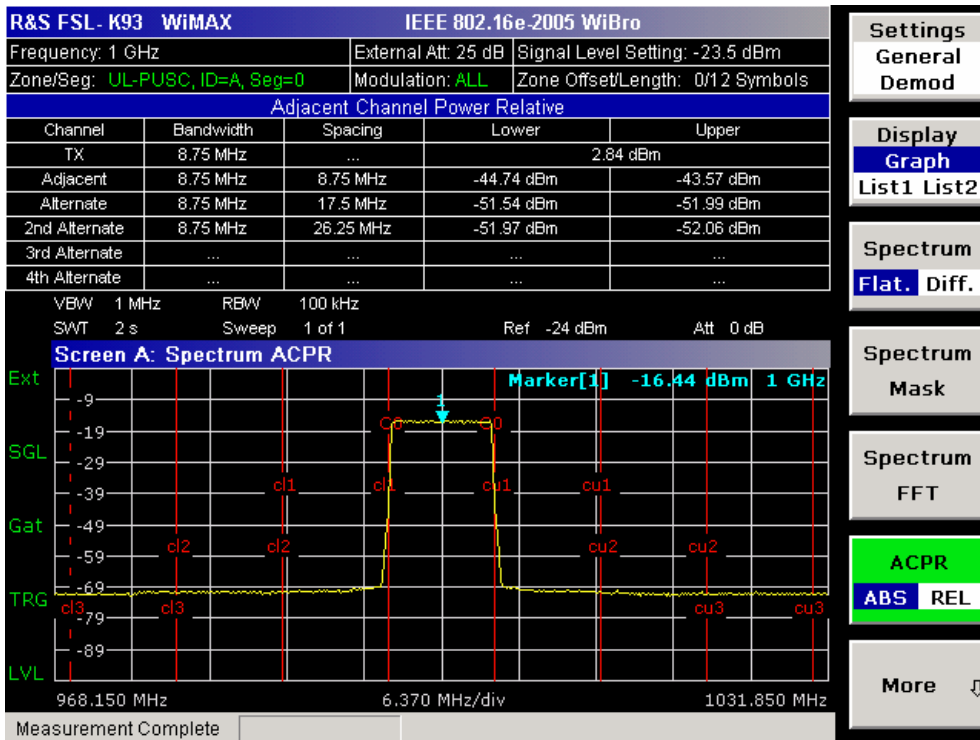 R&S FSL-K93 WiMAX IEEE 802.16e-2005 WiBro
Frequency: 1 GHz External Att: 25 dB Signal Level Setting: -23.5 dBm
Zone/Seg: UL-PUSC, ID=A, Seg=0 Modulation: ALL Zone Offset/Length: 0/12 Symbols
Adjacent Channel Power Relative
Channel Bandwidth Spacing Lower Upper
TX 8.75 MHz ... 2.84 dBm
Adjacent 8.75 MHz 8.75 MHz -44.74 dBm -43.57 dBm
Alternate 8.75 MHz 17.5 MHz -51.54 dBm -51.99 dBm
2nd Alternate 8.75 MHz 26.25 MHz -51.97 dBm -52.06 dBm
3rd Alternate ... ... ... ...
4th Alternate ... ... ... ...
VBW 1 MHz RBW 100 kHz
SWT 2 s Sweep 1 of 1 Ref -24 dBm Att 0 dB
Screen A: Spectrum ACPR
Ext
Marker[1] -16.44 dBm 1 GHz
-9
1
C0 C0
-19
SGL
-29
cl1 cl1 cu1 cu1
-39
Gat
-49
cl2 cl2 cu2 cu2
-59
-69
TRG
cl3 cl3 cu3 cu3
-79
-89
LVL
968.150 MHz 6.370 MHz/div 1031.850 MHz
Measurement Complete
Settings
General
Demod
Display
Graph
List1 List2
Spectrum
Flat. Diff.
Spectrum
Mask
Spectrum
FFT
ACPR
ABS REL
More